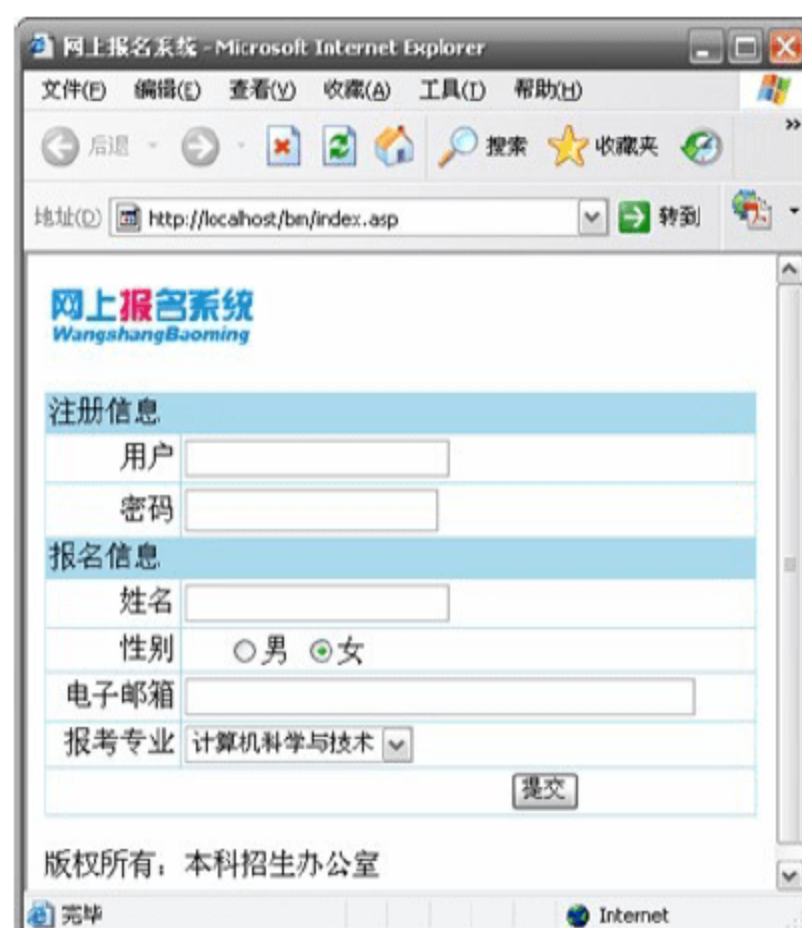 网上报名系统 - Microsoft Internet Explorer
文件(F) 编辑(E) 查看(V) 收藏(A) 工具(T) 帮助(H)
后退 搜索 收藏夹 »
地址(D) http://localhost/bm/index.asp 转到
网上报名系统
WangshangBaoming
注册信息
用户
密码
报名信息
姓名
性别 男 女
电子邮箱
报考专业 计算机科学与技术
提交
版权所有：本科招生办公室
完毕 Internet